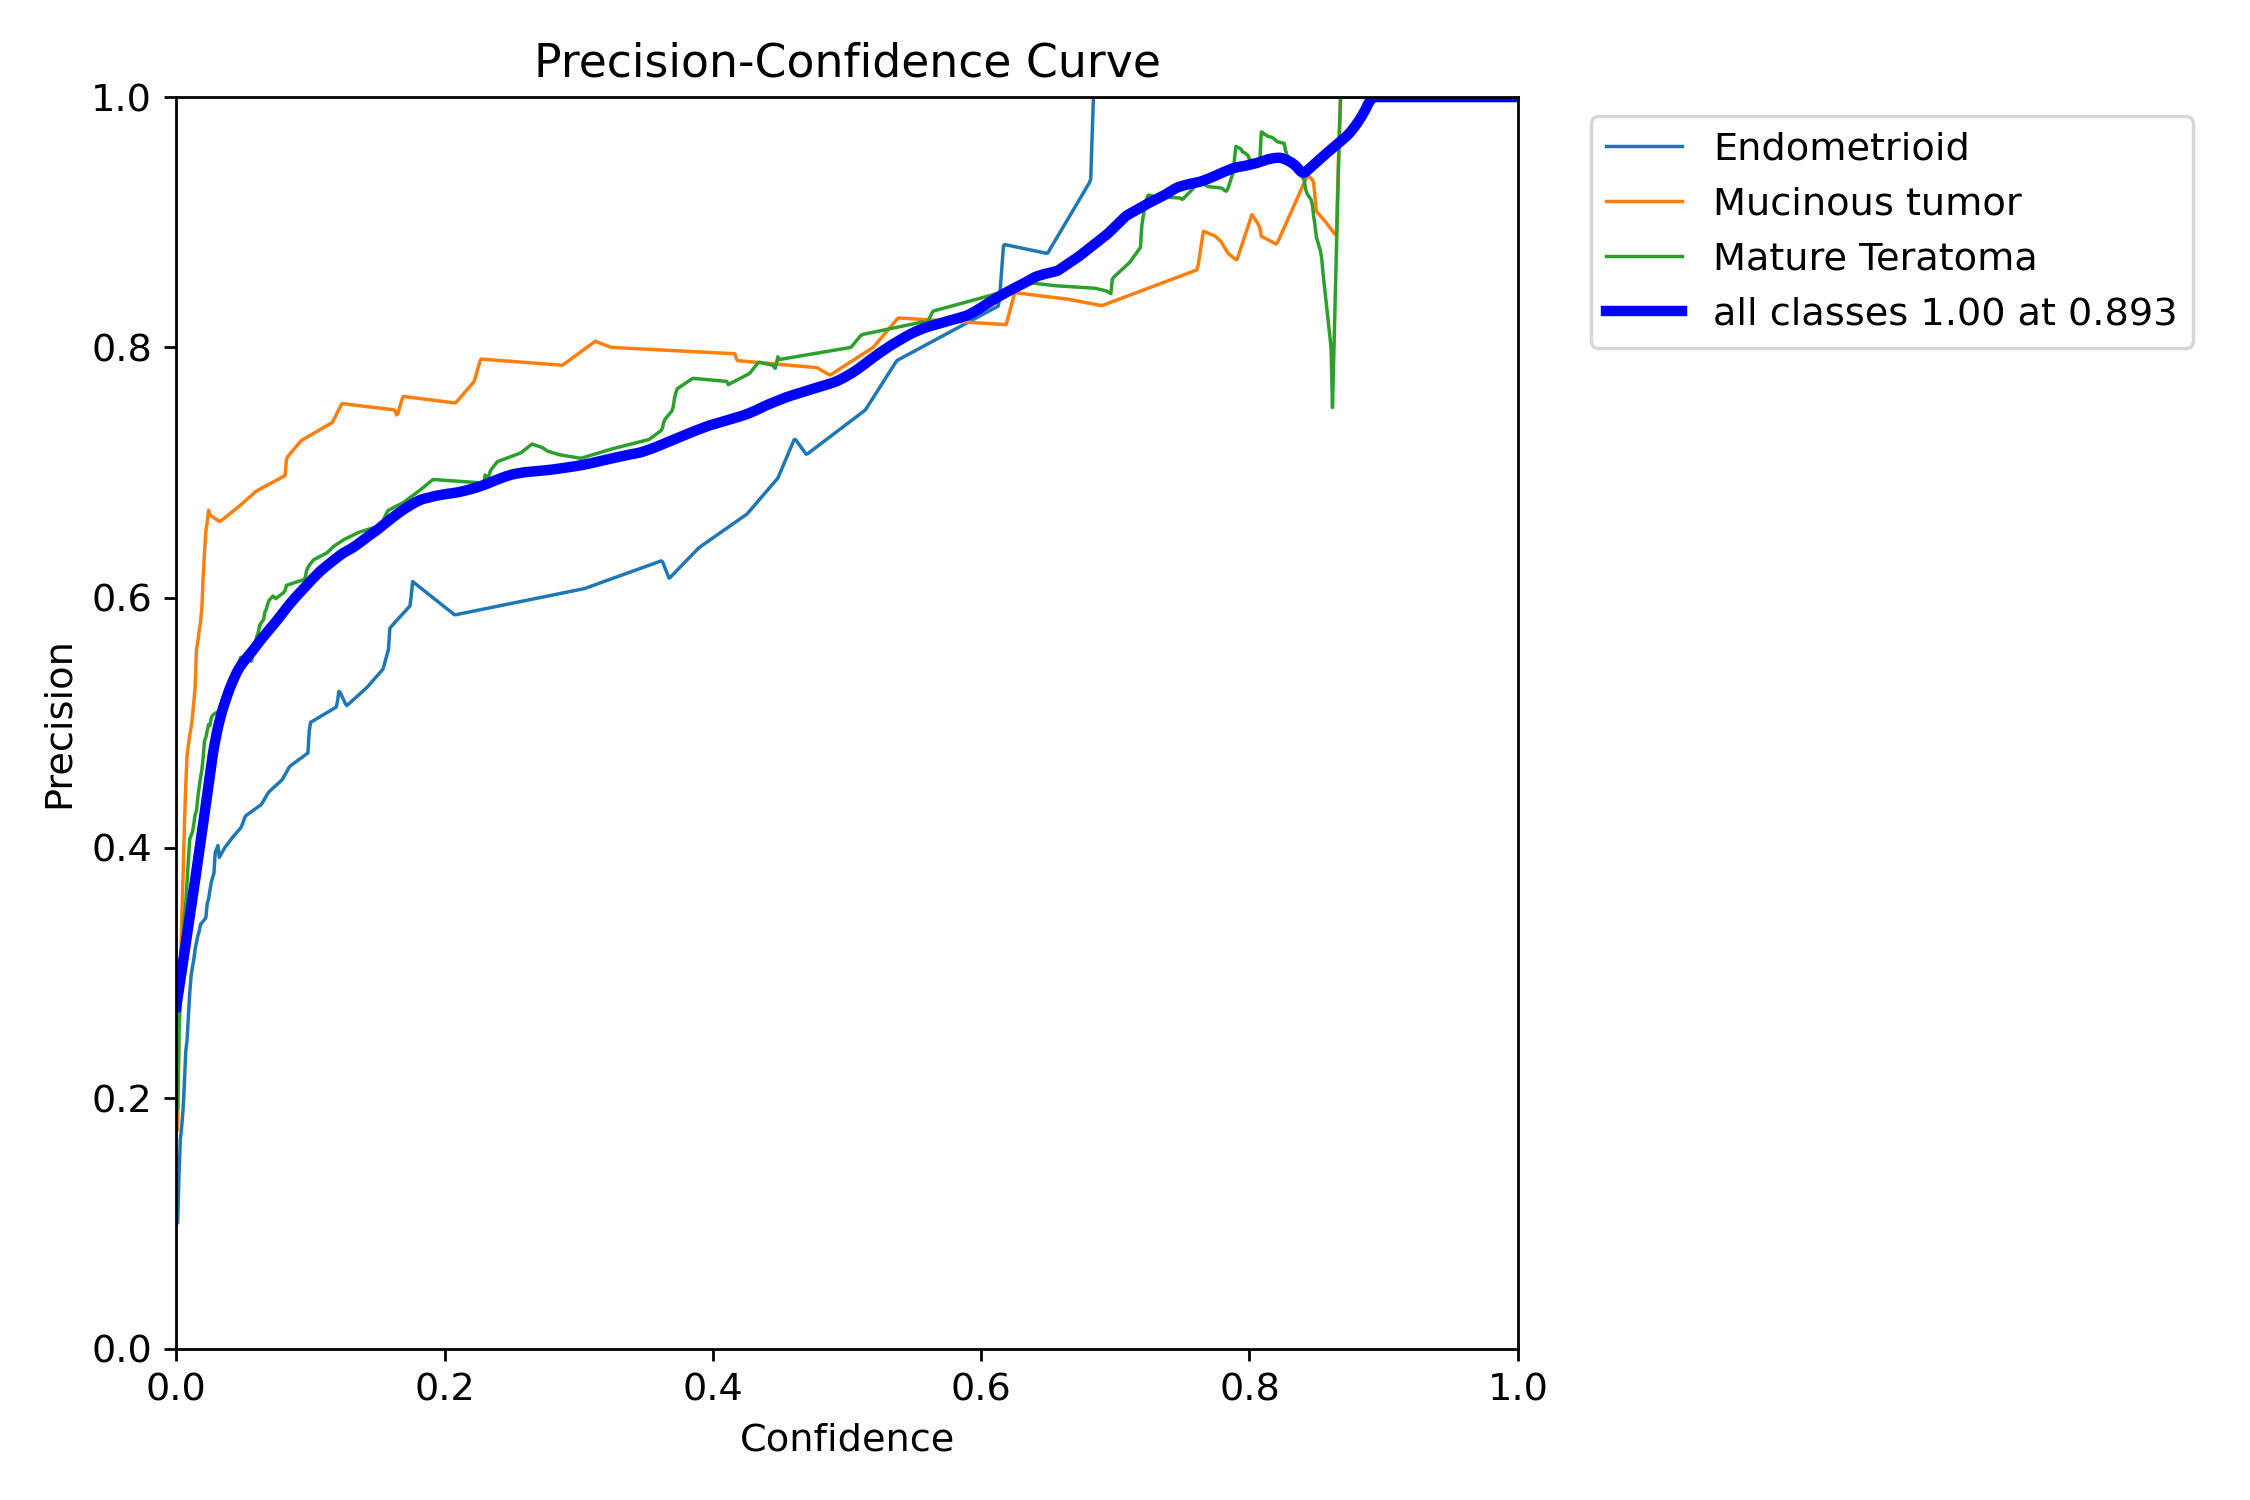 Precision-Confidence Curve
1.0
0.8
0.6
0.4
0.2
0.0
Precision
0.0 0.2 0.4 0.6 0.8 1.0
Confidence
Endometrioid
Mucinous tumor
Mature Teratoma
all classes 1.00 at 0.893